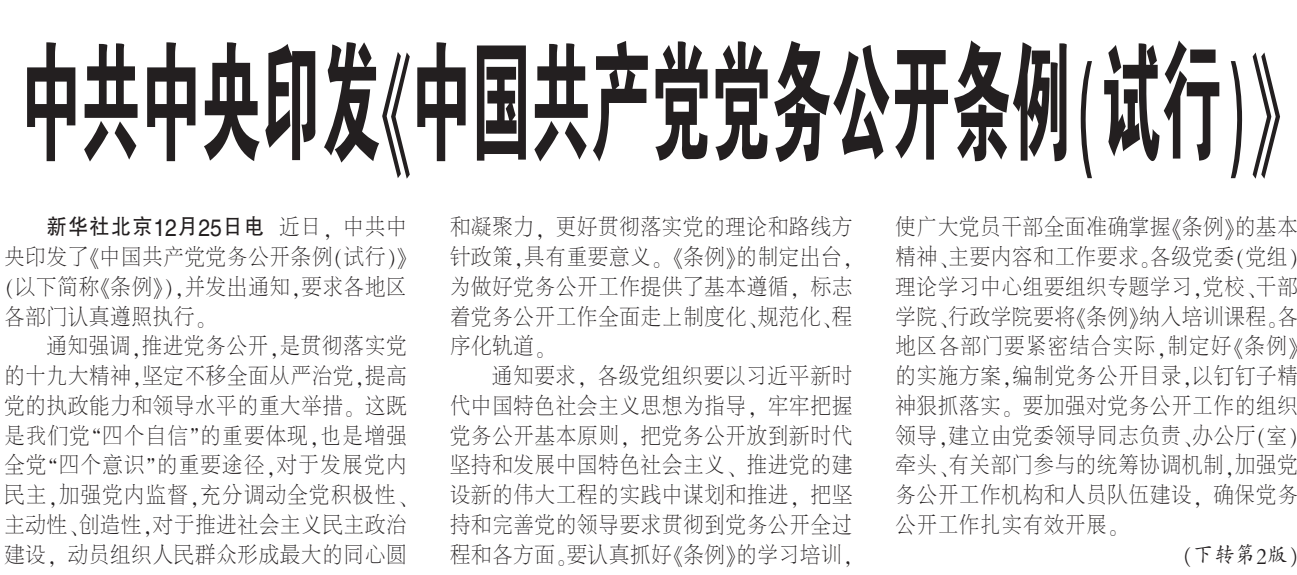 中共中央印发《中国共产党党务公开条例(试行)》
新华社北京12月25日电 近日，中共中
央印发了《中国共产党党务公开条例(试行)》
(以下简称《条例》),并发出通知,要求各地区
各部门认真遵照执行。
通知强调,推进党务公开,是贯彻落实党
的十九大精神,坚定不移全面从严治党,提高
党的执政能力和领导水平的重大举措。这既
是我们党“四个自信”的重要体现,也是增强
全党“四个意识”的重要途径,对于发展党内
民主,加强党内监督,充分调动全党积极性、
主动性、创造性,对于推进社会主义民主政治
建设，动员组织人民群众形成最大的同心圆
和凝聚力，更好贯彻落实党的理论和路线方
针政策,具有重要意义。《条例》的制定出台，
为做好党务公开工作提供了基本遵循，标志
着党务公开工作全面走上制度化、规范化、程
序化轨道。
通知要求，各级党组织要以习近平新时
代中国特色社会主义思想为指导，牢牢把握
党务公开基本原则，把党务公开放到新时代
坚持和发展中国特色社会主义、推进党的建
设新的伟大工程的实践中谋划和推进，把坚
持和完善党的领导要求贯彻到党务公开全过
程和各方面。要认真抓好《条例》的学习培训，
使广大党员干部全面准确掌握《条例》的基本
精神、主要内容和工作要求。各级党委(党组)
理论学习中心组要组织专题学习,党校、干部
学院、行政学院要将《条例》纳入培训课程。各
地区各部门要紧密结合实际,制定好《条例》
的实施方案,编制党务公开目录,以钉钉子精
神狠抓落实。要加强对党务公开工作的组织
领导,建立由党委领导同志负责、办公厅(室)
牵头、有关部门参与的统筹协调机制,加强党
务公开工作机构和人员队伍建设，确保党务
公开工作扎实有效开展。
(下转第2版)